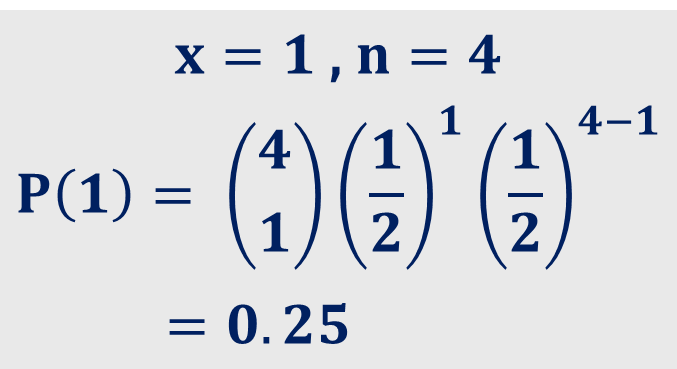 x = 1 , n = 4
P(1) = (4 1) (1/2)^1 (1/2)^4−1
= 0.25